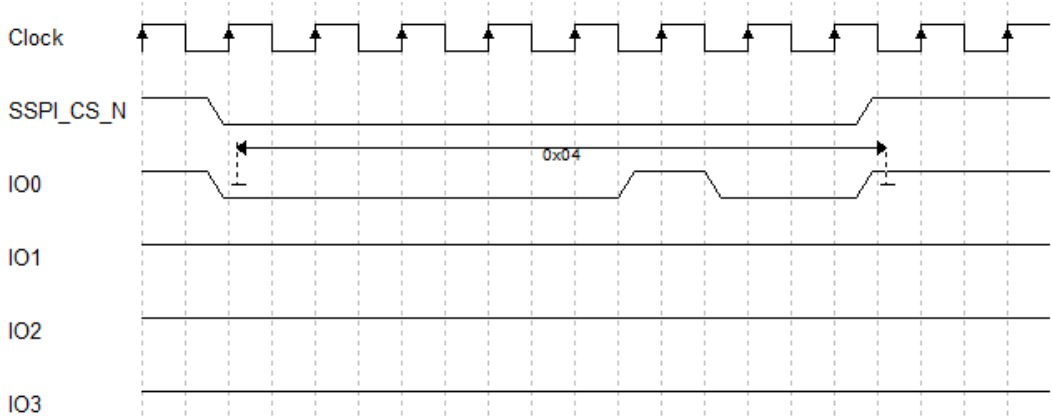 Clock
SSPI_CS_N
0x04
IO0
IO1
IO2
IO3